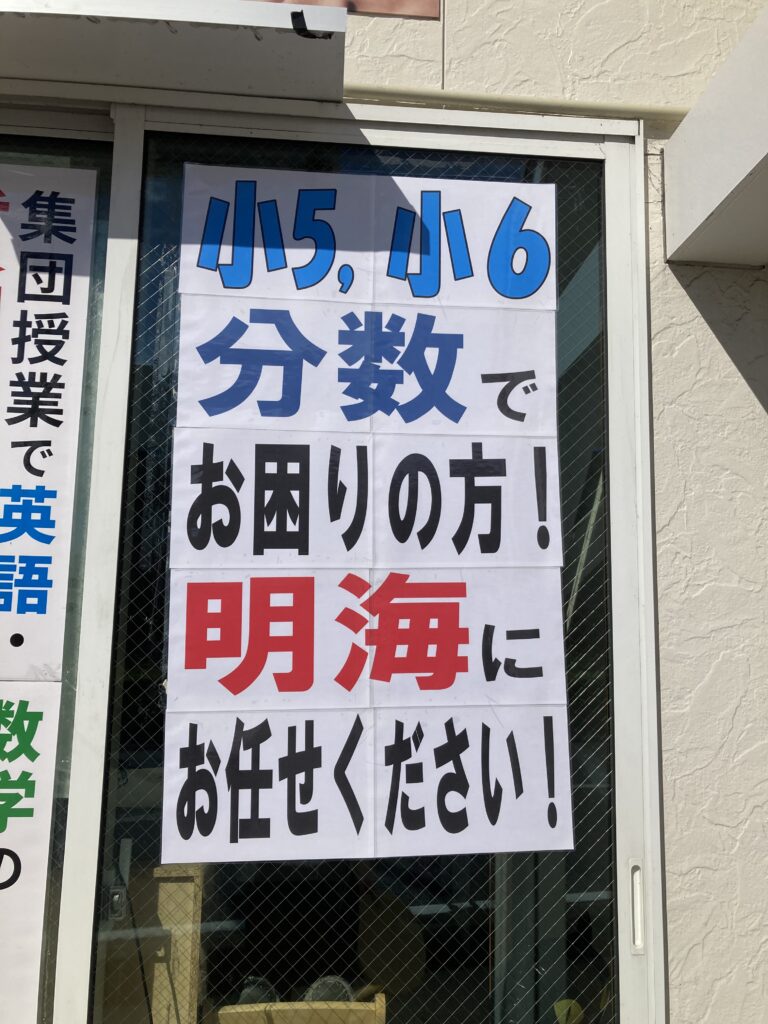 小5,小6
分数で
お困りの方!
明海に
お任せください!
集団授業で英語・
数学の